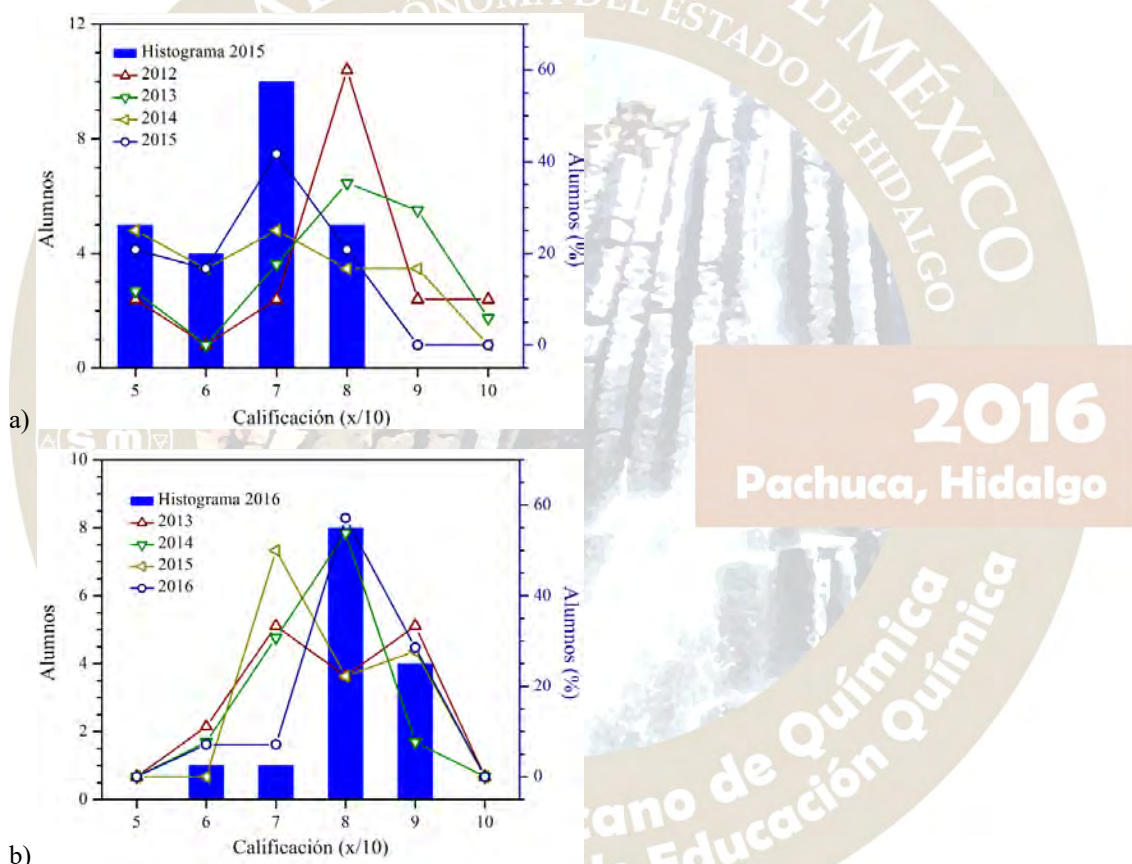 E MÉXICO
ÓNOMA DEL ESTADO DE HIDALGO
12
8
4
0
Alumnos
Histograma 2015
2012
2013
2014
2015
60
40
20
0
Alumnos (%)
5 6 7 8 9 10
Calificación (x/10)
a)
2016
Pachuca, Hidalgo
10
8
6
4
2
0
Alumnos
Histograma 2016
2013
2014
2015
2016
60
40
20
0
Alumnos (%)
5 6 7 8 9 10
Calificación (x/10)
b)
cano de Química
Educación Química